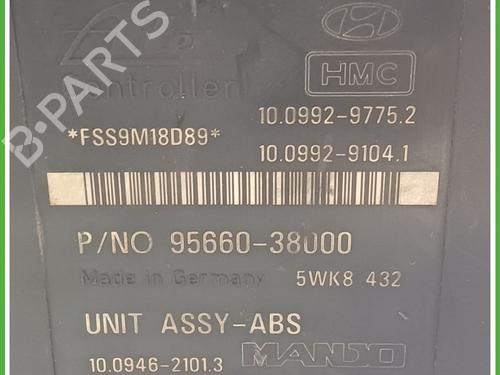 B-PARTS
Controller
HMC
10.0992-9775.2
*FSS9M18D89*
10.0992-9104.1
P/NO 95660-38000
Made in Germany 5WK8 432
UNIT ASSY-ABS
10.0946-2101.3 MANDO